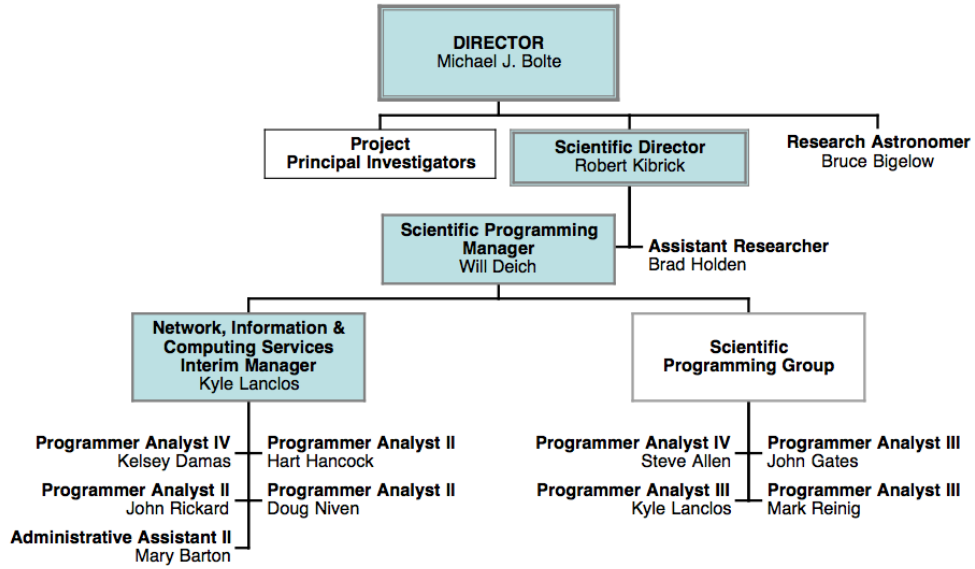 DIRECTOR
Michael J. Bolte
Project
Principal Investigators
Scientific Director
Robert Kibrick
Research Astronomer
Bruce Bigelow
Scientific Programming
Manager
Will Deich
Assistant Researcher
Brad Holden
Network, Information &
Computing Services
Interim Manager
Kyle Lanclos
Scientific
Programming Group
Programmer Analyst IV
Kelsey Damas
Programmer Analyst II
Hart Hancock
Programmer Analyst II
John Rickard
Programmer Analyst II
Doug Niven
Administrative Assistant II
Mary Barton
Programmer Analyst IV
Steve Allen
Programmer Analyst III
John Gates
Programmer Analyst III
Kyle Lanclos
Programmer Analyst III
Mark Reinig